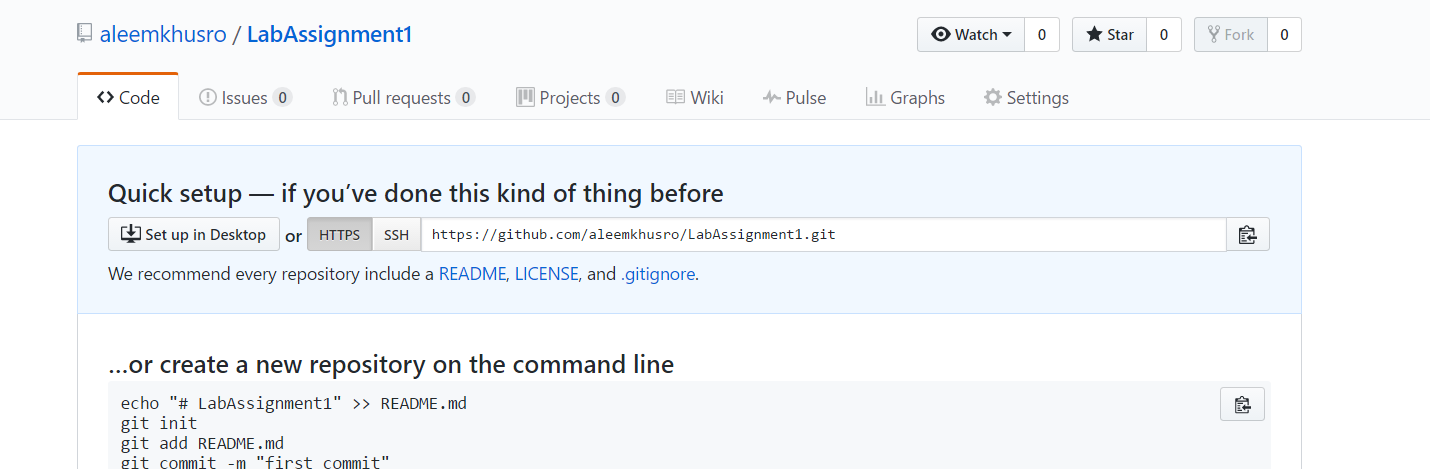 aleemkhusro / LabAssignment1
Watch 0 Star 0 Fork 0
Code Issues 0 Pull requests 0 Projects 0 Wiki Pulse Graphs Settings
Quick setup — if you’ve done this kind of thing before
Set up in Desktop or HTTPS SSH https://github.com/aleemkhusro/LabAssignment1.git
We recommend every repository include a README, LICENSE, and .gitignore.
…or create a new repository on the command line
echo "# LabAssignment1" >> README.md
git init
git add README.md
git commit -m "first commit"